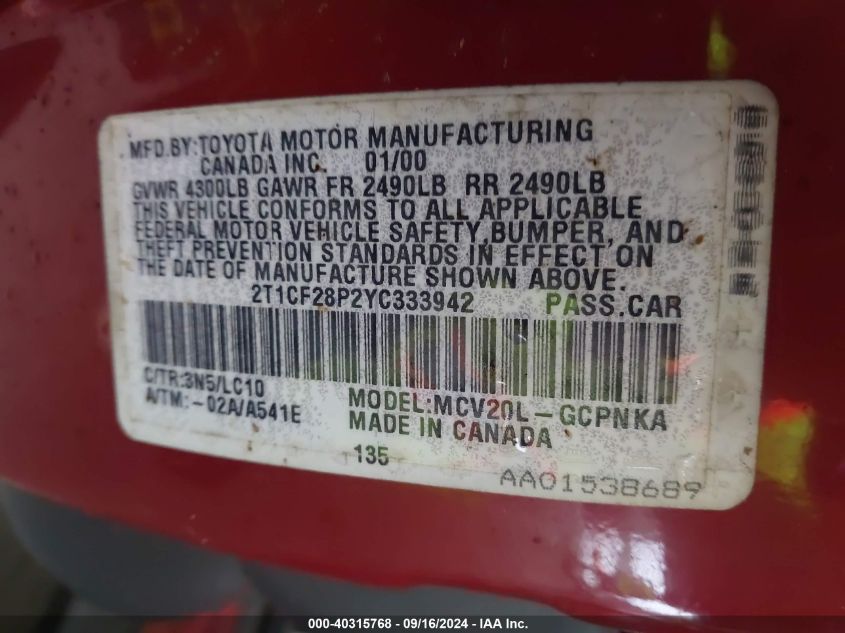 MFD.BY:TOYOTA MOTOR MANUFACTURING
CANADA INC. 01/00
GVWR 4300LB GAWR FR 2490LB RR 2490LB
THIS VEHICLE CONFORMS TO ALL APPLICABLE
FEDERAL MOTOR VEHICLE SAFETY,BUMPER, AND
THEFT PREVENTION STANDARDS IN EFFECT ON
THE DATE OF MANUFACTURE SHOWN ABOVE.
2T1CF28P2YC333942 PASS.CAR
C/TR:3N5/LC10
A/TM:-02A/A541E
MODEL:MCV20L-GCPNKA
MADE IN CANADA
135
AA01538689
000-40315768 - 09/16/2024 - IAA Inc.